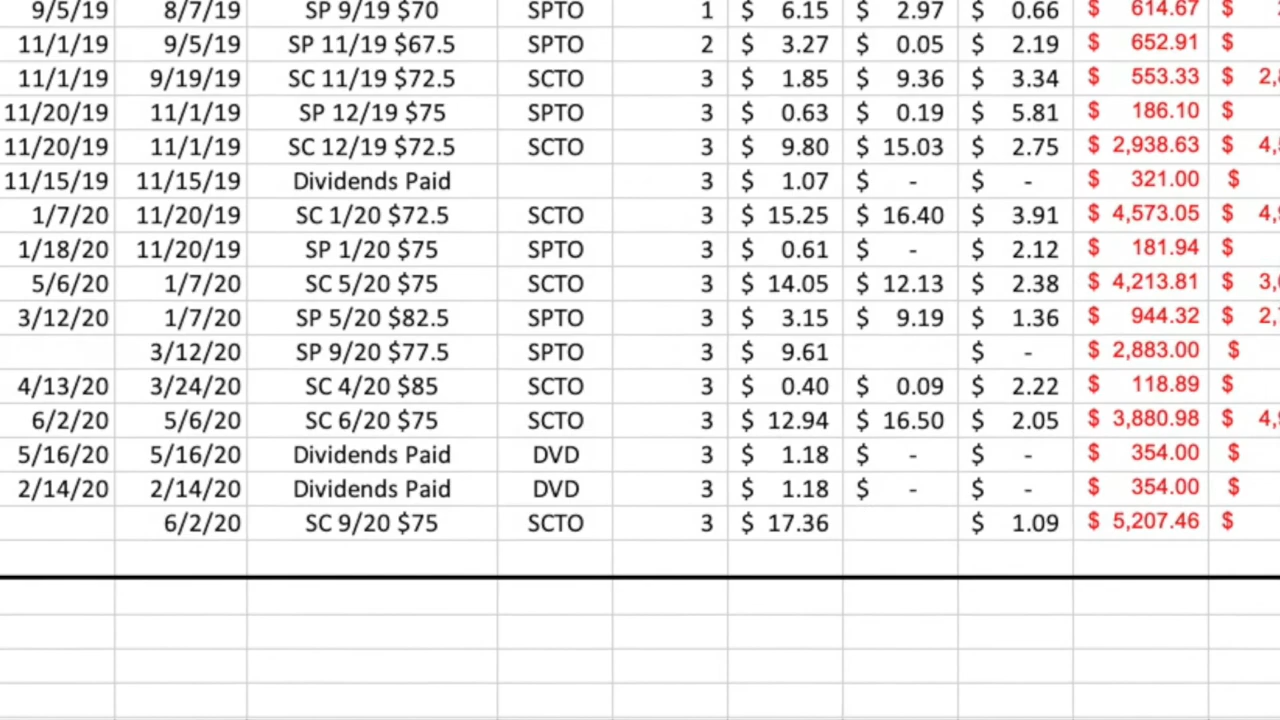 9/5/19 8/7/19 SP 9/19 $70 SPTO 1 $ 6.15 $ 2.97 $ 0.66 $ 614.67 $
11/1/19 9/5/19 SP 11/19 $67.5 SPTO 2 $ 3.27 $ 0.05 $ 2.19 $ 652.91 $
11/1/19 9/19/19 SC 11/19 $72.5 SCTO 3 $ 1.85 $ 9.36 $ 3.34 $ 553.33 $ 2,
11/20/19 11/1/19 SP 12/19 $75 SPTO 3 $ 0.63 $ 0.19 $ 5.81 $ 186.10 $
11/20/19 11/1/19 SC 12/19 $72.5 SCTO 3 $ 9.80 $ 15.03 $ 2.75 $ 2,938.63 $ 4,
11/15/19 11/15/19 Dividends Paid 3 $ 1.07 $ - $ - $ 321.00 $
1/7/20 11/20/19 SC 1/20 $72.5 SCTO 3 $ 15.25 $ 16.40 $ 3.91 $ 4,573.05 $ 4,
1/18/20 11/20/19 SP 1/20 $75 SPTO 3 $ 0.61 $ - $ 2.12 $ 181.94 $
5/6/20 1/7/20 SC 5/20 $75 SCTO 3 $ 14.05 $ 12.13 $ 2.38 $ 4,213.81 $ 3,
3/12/20 1/7/20 SP 5/20 $82.5 SPTO 3 $ 3.15 $ 9.19 $ 1.36 $ 944.32 $ 2,
3/12/20 SP 9/20 $77.5 SPTO 3 $ 9.61 $ - $ 2,883.00 $
4/13/20 3/24/20 SC 4/20 $85 SCTO 3 $ 0.40 $ 0.09 $ 2.22 $ 118.89 $
6/2/20 5/6/20 SC 6/20 $75 SCTO 3 $ 12.94 $ 16.50 $ 2.05 $ 3,880.98 $ 4,
5/16/20 5/16/20 Dividends Paid DVD 3 $ 1.18 $ - $ - $ 354.00 $
2/14/20 2/14/20 Dividends Paid DVD 3 $ 1.18 $ - $ - $ 354.00 $
6/2/20 SC 9/20 $75 SCTO 3 $ 17.36 $ 1.09 $ 5,207.46 $